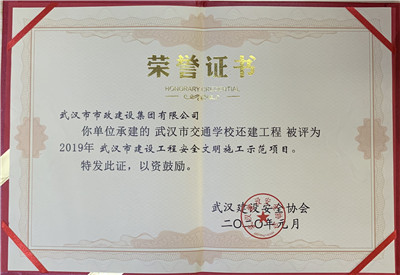 荣誉证书
HONORARY CREDENTIAL
武汉市市政建设集团有限公司
你单位承建的 武汉市交通学校还建工程 被评为
2019年 武汉市建设工程安全文明施工示范项目。
特发此证，以资鼓励。
武汉建设安全协会
二〇二〇年元月